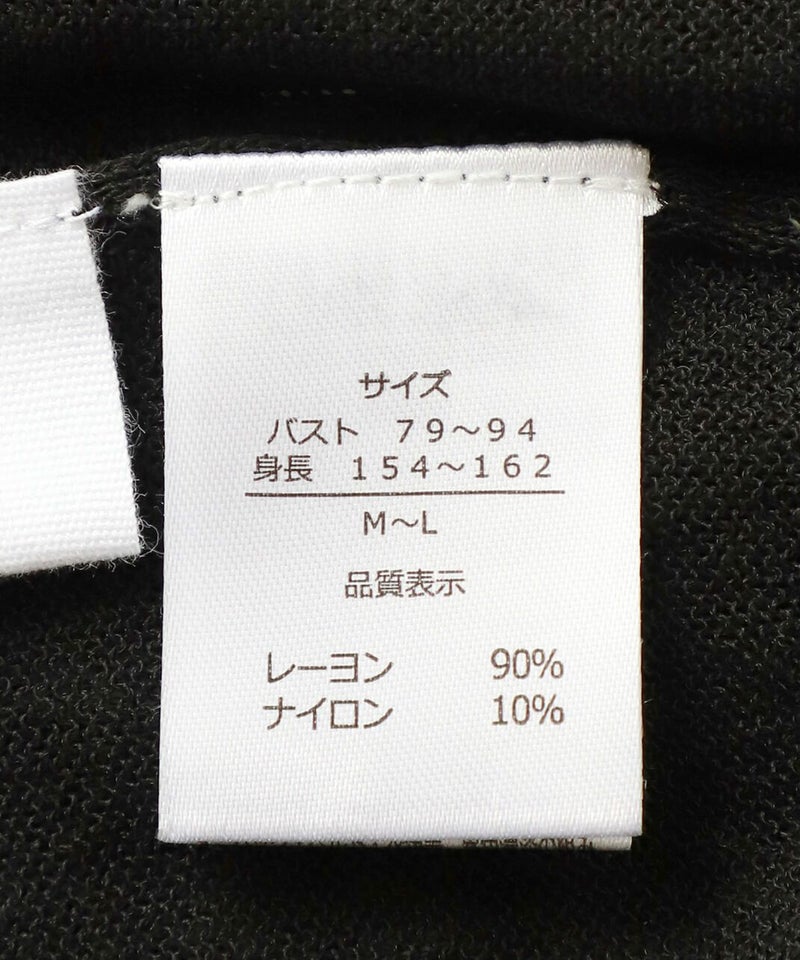 サイズ
バスト　７９～９４
身長　１５４～１６２
M～L
品質表示
レーヨン　90%
ナイロン　10%